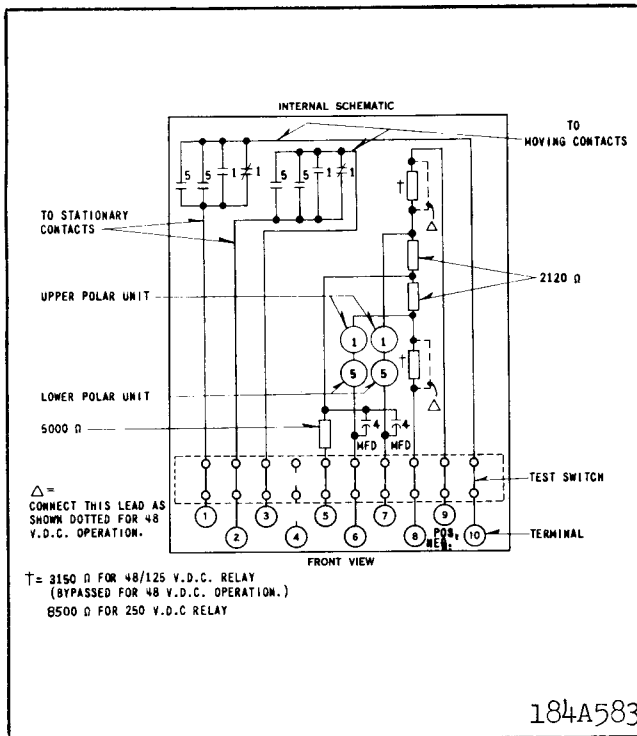 INTERNAL SCHEMATIC
TO
MOVING CONTACTS
5 5 1 1
5 5 1 1
†
TO STATIONARY
CONTACTS
△
2120 Ω
UPPER POLAR UNIT
1 1
†
5 5
LOWER POLAR UNIT
△
5000 Ω
4 4
MFD MFD
TEST SWITCH
△ =
CONNECT THIS LEAD AS
SHOWN DOTTED FOR 48
V.D.C. OPERATION.
1 2 3 4 5 6 7 8 9 10
POS.
NEG.
TERMINAL
FRONT VIEW
† = 3150 Ω FOR 48/125 V.D.C. RELAY
(BYPASSED FOR 48 V.D.C. OPERATION.)
8500 Ω FOR 250 V.D.C RELAY
184A583